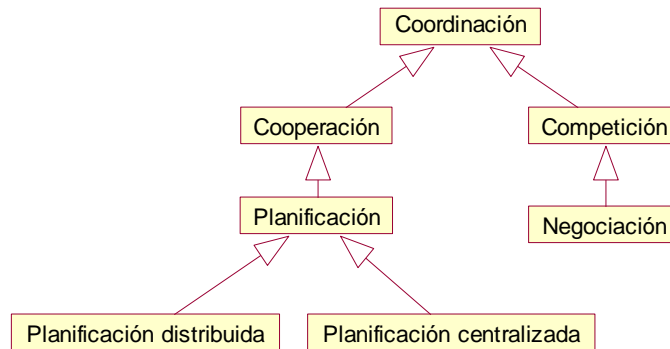 Coordinación
Cooperación
Competición
Planificación
Negociación
Planificación distribuida
Planificación centralizada